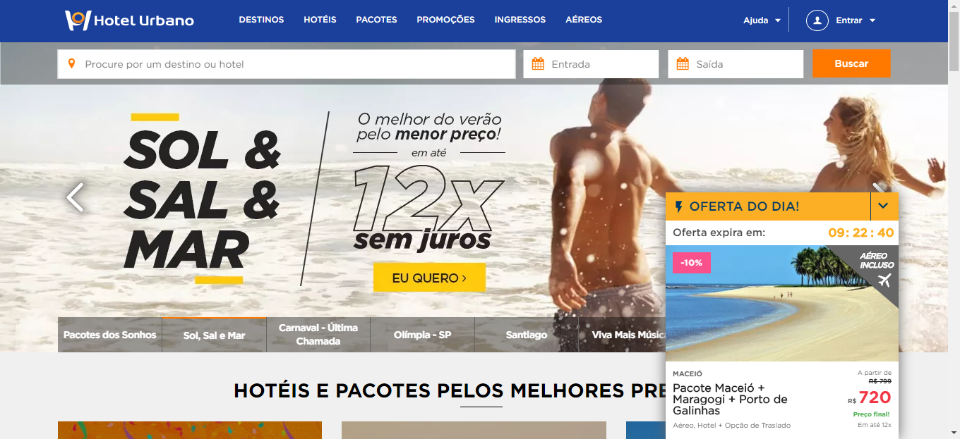 Hotel Urbano
DESTINOS HOTÉIS PACOTES PROMOÇÕES INGRESSOS AÉREOS
Ajuda Entrar
Procure por um destino ou hotel
Entrada
Saída
Buscar
SOL &
SAL &
MAR
O melhor do verão
pelo menor preço!
em até
12x
sem juros
EU QUERO >
Pacotes dos Sonhos
Sol, Sal e Mar
Carnaval - Última
Chamada
Olímpia - SP
Santiago
Viva Mais Músic
OFERTA DO DIA!
Oferta expira em: 09: 22 : 40
-10%
AÉREO
INCLUSO
MACEIÓ
Pacote Maceió +
Maragogi + Porto de
Galinhas
Aéreo, Hotel + Opção de Traslado
A partir de
R$ 799
R$ 720
Preço final!
Em até 12x
HOTÉIS E PACOTES PELOS MELHORES PRE